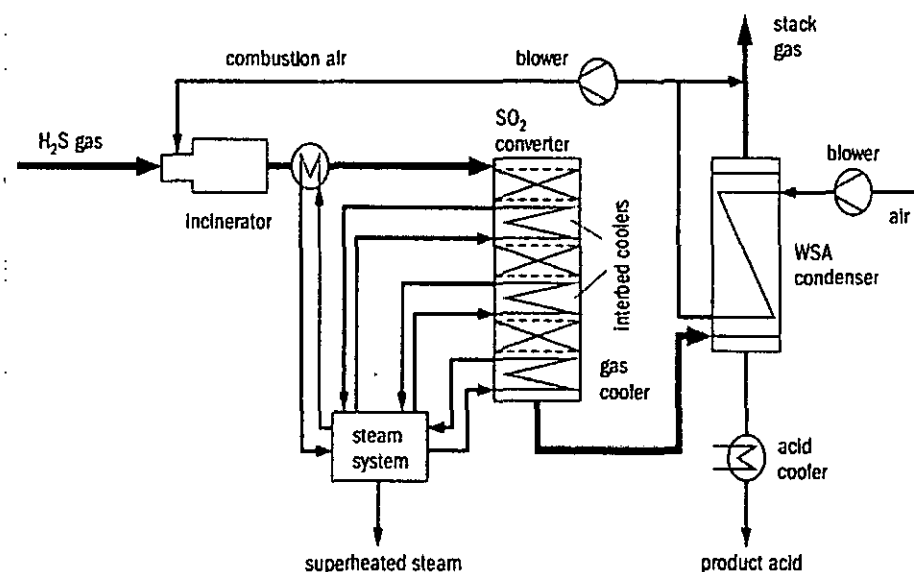 stack
gas
combustion air
blower
SO₂
converter
H₂S gas
blower
incinerator
air
interbed coolers
WSA
condenser
gas
cooler
steam
system
acid
cooler
superheated steam
product acid